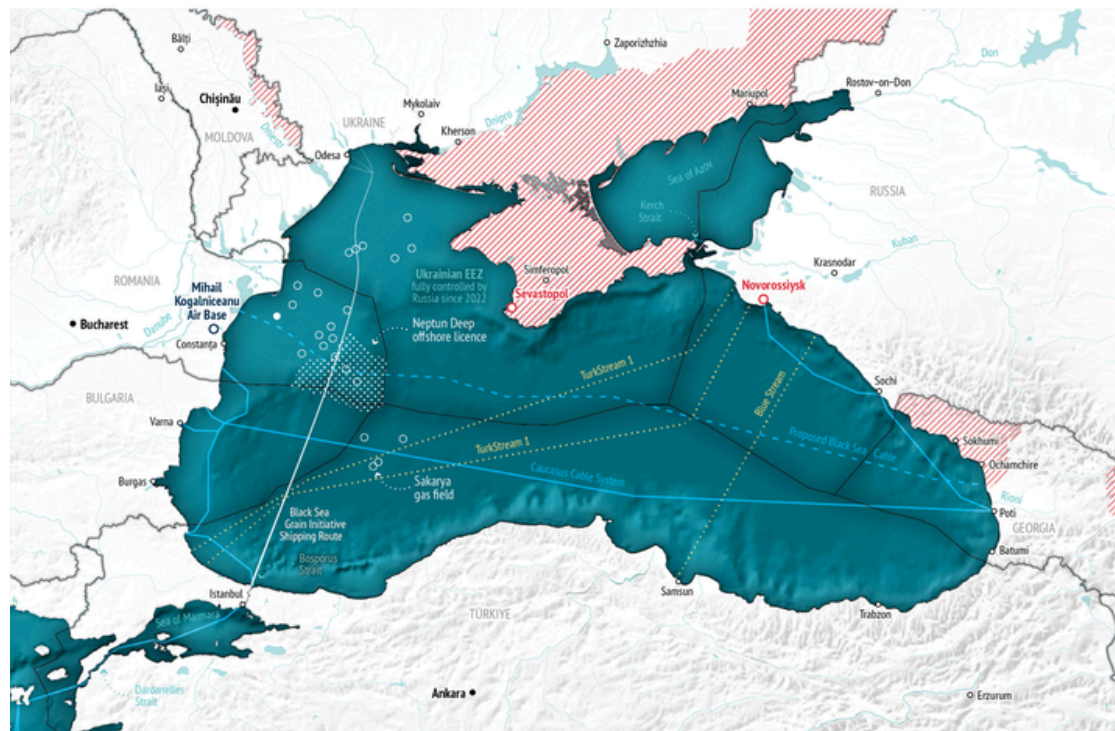 Bălți
Zaporizhzhia
Don
Iași
Chișinău
Mykolaiv
Mariupol
Rostov-on-Don
Dnipro
UKRAINE
Kherson
MOLDOVA
Dniestr
Odesa
Sea of Azov
RUSSIA
Kerch
Strait
Kuban
ROMANIA
Krasnodar
Simferopol
Ukrainian EEZ
fully controlled by
Russia since 2022
Sevastopol
Novorossiysk
Mihail
Kogalniceanu
Air Base
Danube
Bucharest
Constanța
Neptun Deep
offshore licence
TurkStream 1
Blue Stream
Sochi
BULGARIA
Varna
TurkStream 1
Proposed Black Sea Cable
Sokhumi
Ochamchire
Caucasus Cable System
Sakarya
gas field
Burgas
Rioni
Poti
GEORGIA
Black Sea
Grain Initiative
Shipping Route
Bosporus
Strait
Batumi
Istanbul
Samsun
Trabzon
Sea of Marmara
TÜRKIYE
Dardanelles
Strait
Ankara
Erzurum